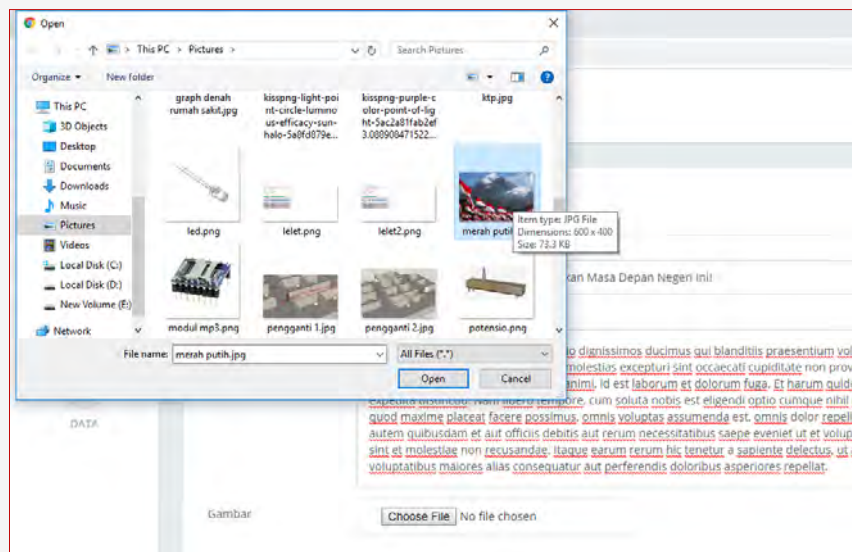 Open
This PC > Pictures >
Search Pictures
Organize
New folder
This PC
3D Objects
Desktop
Documents
Downloads
Music
Pictures
Videos
Local Disk (C:)
Local Disk (D:)
New Volume (E:)
Network
graph denah
rumah sakit.jpg
kisspng-light-poi
nt-circle-lumino
us-efficacy-sun-
halo-5a8fd879e...
kisspng-purple-c
olor-point-of-lig
ht-5ac2a81fab2ef
3.088908471522...
ktp.jpg
led.png
lelet.png
lelet2.png
merah putih
Item type: JPG File
Dimensions: 600 x 400
Size: 73.3 KB
modul mp3.png
pengganti 1.jpg
pengganti 2.jpg
potensio.png
File name:
merah putih.jpg
All Files (*.*)
Open
Cancel
kan Masa Depan Negeri Ini!
o dignissimos ducimus qui blanditiis praesentium vol
molestias excepturi sint occaecati cupiditate non prov
animi, id est laborum et dolorum fuga. Et harum quide
expedita distinctio. Nam libero tempore, cum soluta nobis est eligendi optio cumque nihil
quod maxime placeat facere possimus, omnis voluptas assumenda est, omnis dolor repell
autem quibusdam et aut officiis debitis aut rerum necessitatibus saepe eveniet ut et volup
sint et molestiae non recusandae. Itaque earum rerum hic tenetur a sapiente delectus, ut
voluptatibus maiores alias consequatur aut perferendis doloribus asperiores repellat.
DATA
Gambar
Choose File
No file chosen